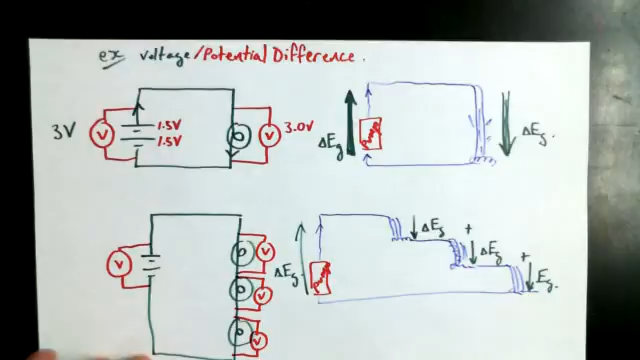 ex voltage/Potential Difference.
3V V 1.5V 1.5V V 3.0V
ΔEg ΔEg.
V V V V
ΔEg ΔEg + ΔEg + Eg.